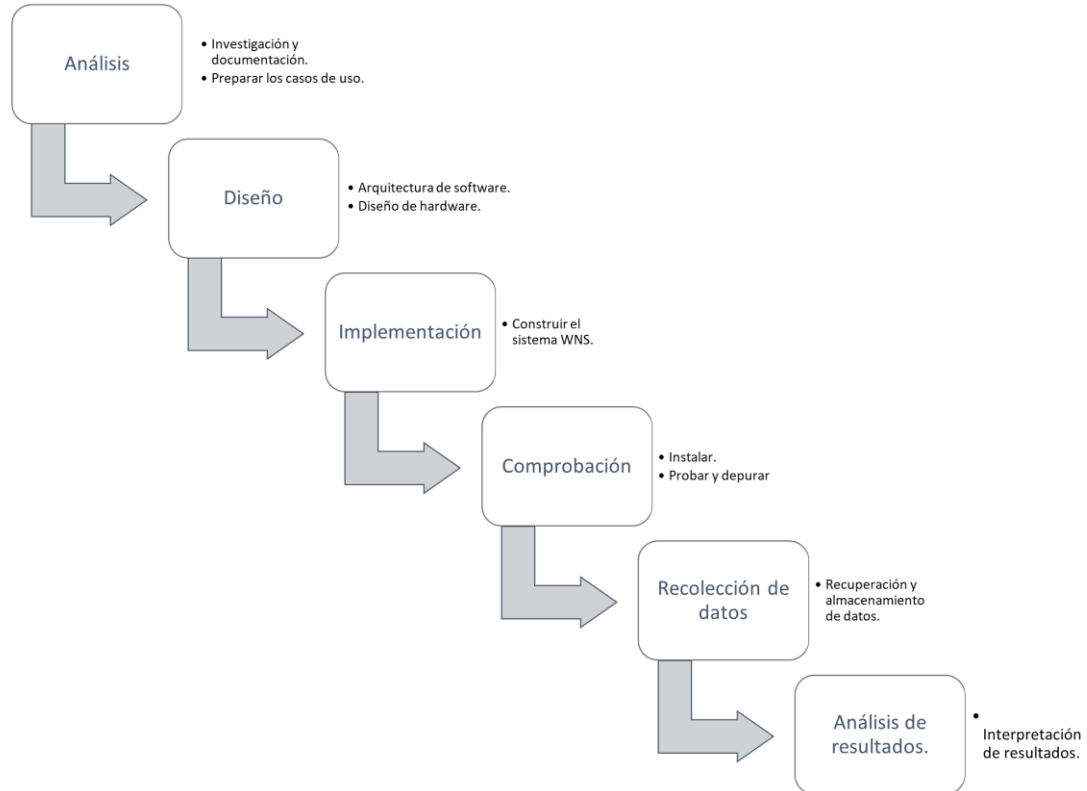 Análisis
• Investigación y
documentación.
• Preparar los casos de uso.
Diseño
• Arquitectura de software.
• Diseño de hardware.
Implementación
• Construir el
sistema WNS.
Comprobación
• Instalar.
• Probar y depurar
Recolección de
datos
• Recuperación y
almacenamiento
de datos.
Análisis de
resultados.
•
Interpretación
de resultados.